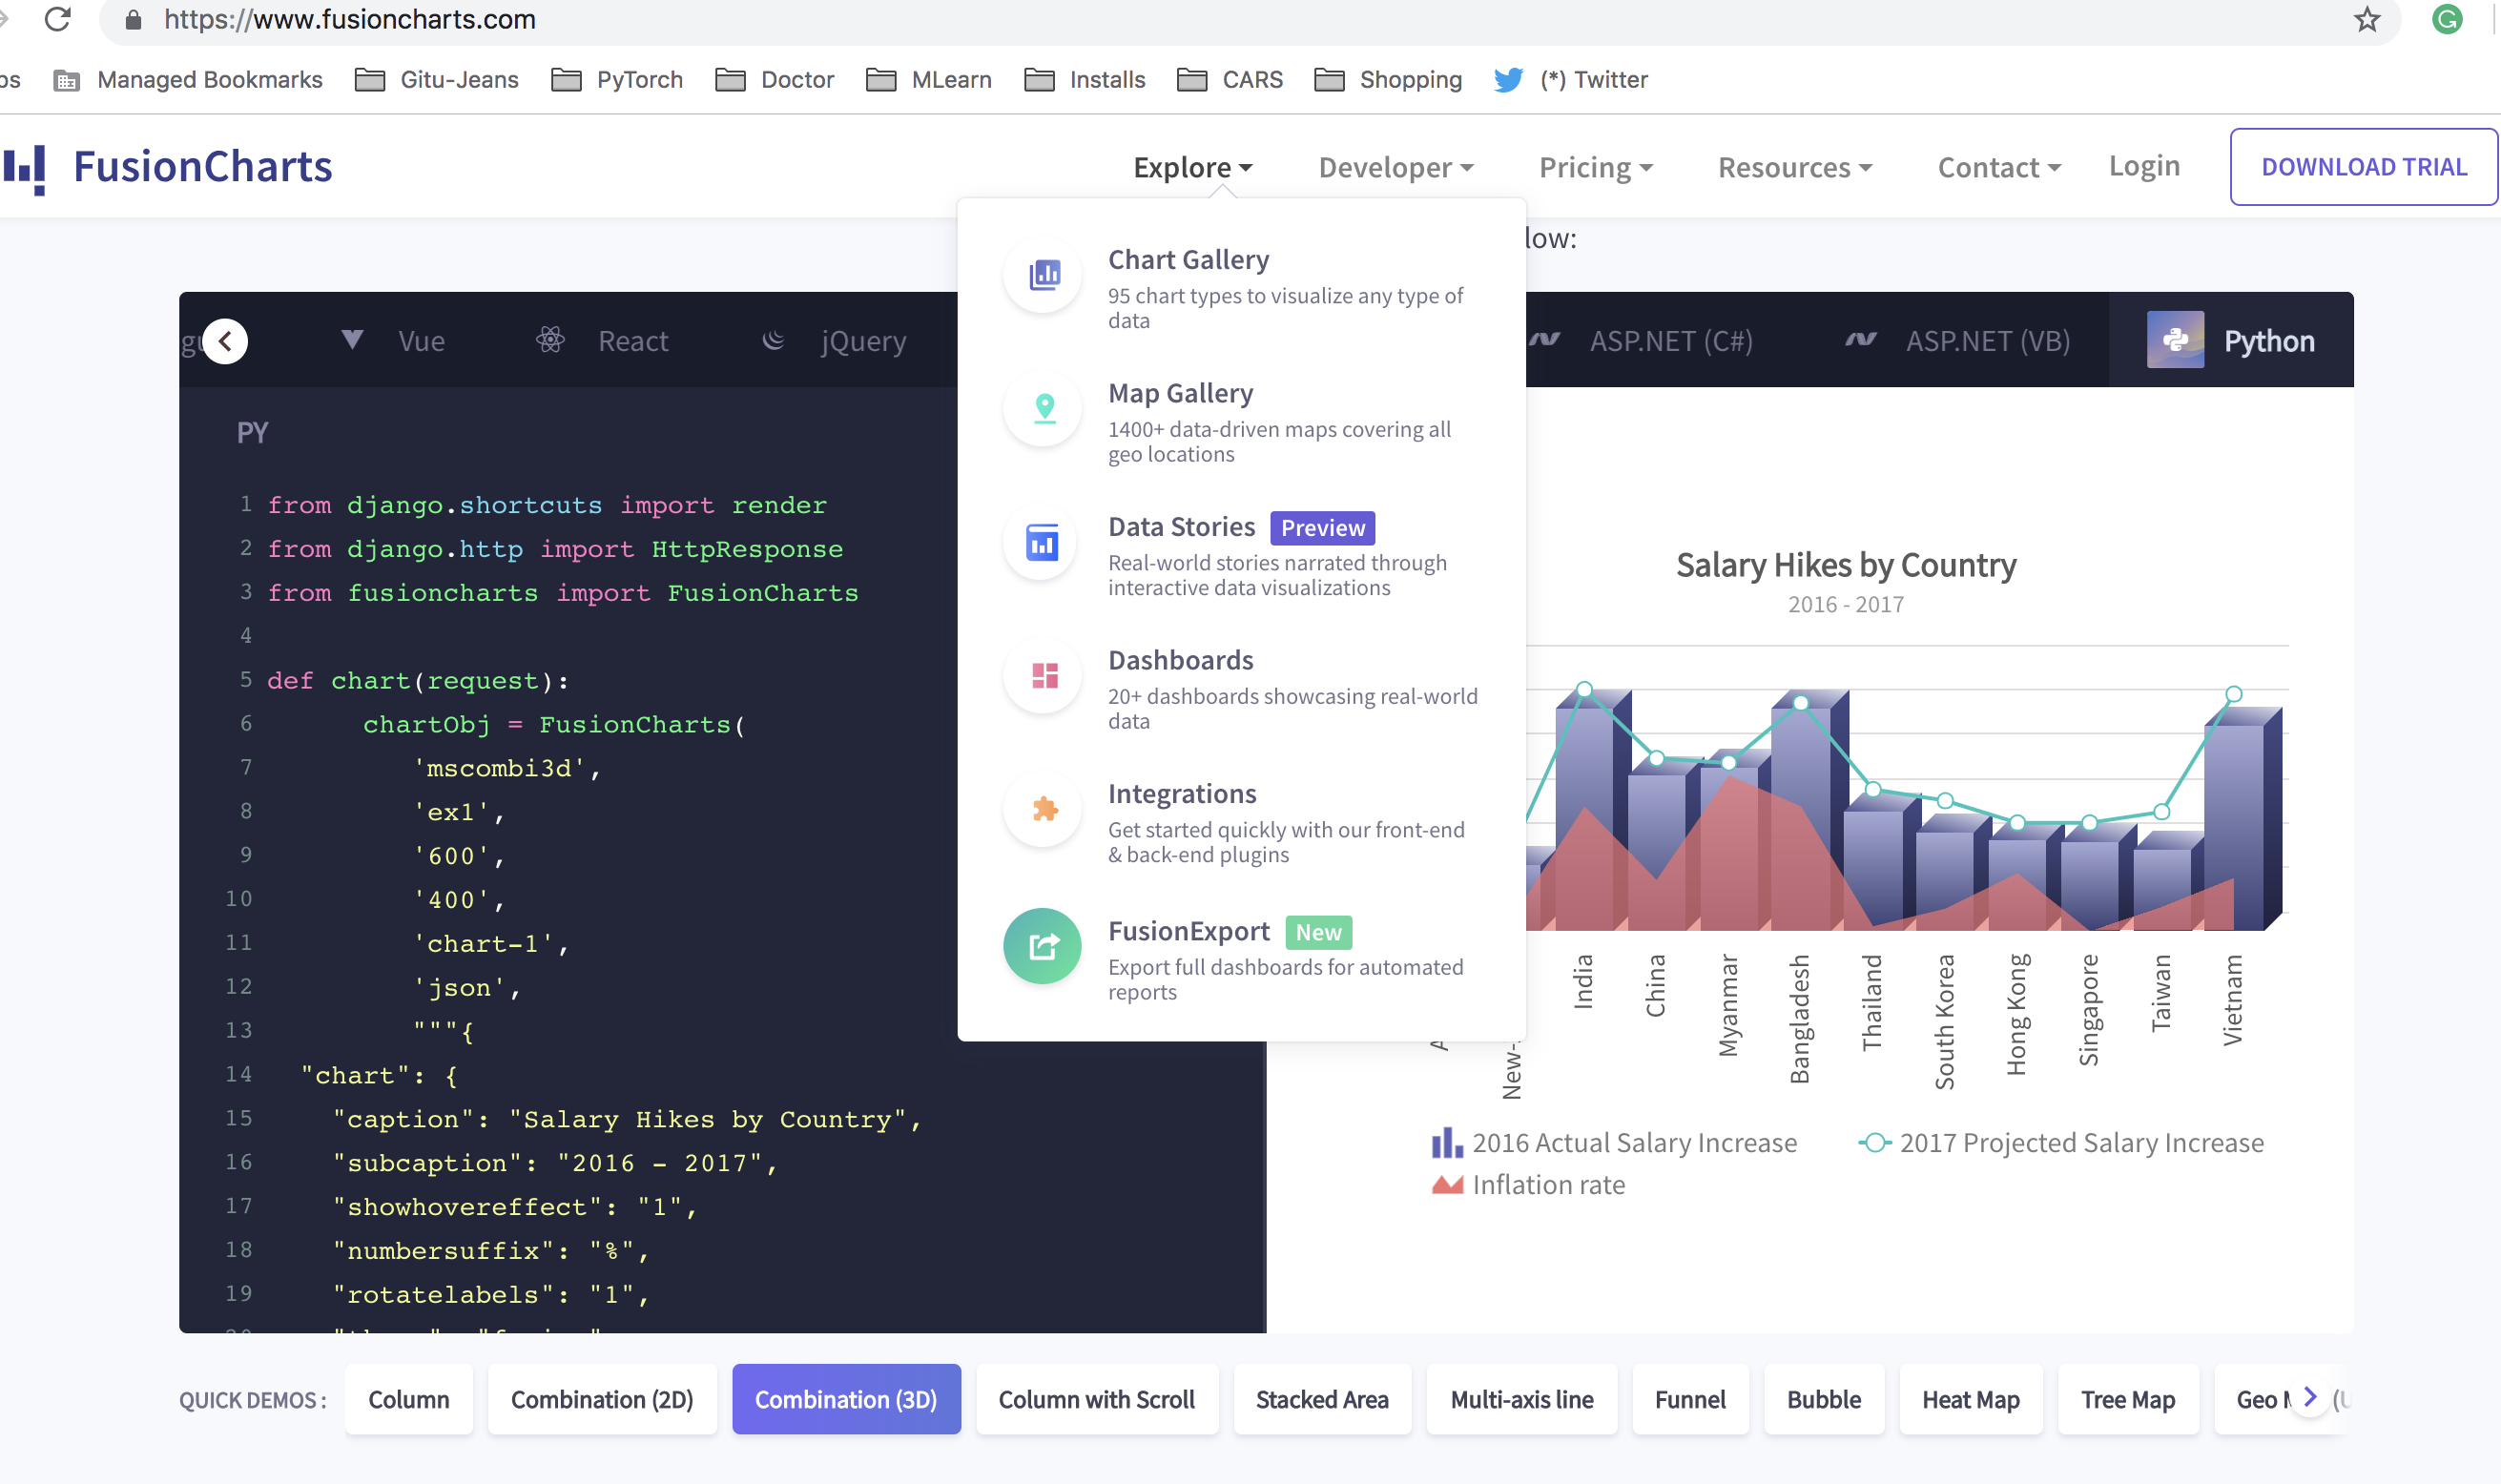 https://www.fusioncharts.com
Managed Bookmarks Gitu-Jeans PyTorch Doctor MLearn Installs CARS Shopping (*) Twitter
FusionCharts
Explore Developer Pricing Resources Contact Login DOWNLOAD TRIAL
Chart Gallery
95 chart types to visualize any type of
data
Map Gallery
1400+ data-driven maps covering all
geo locations
Data Stories Preview
Real-world stories narrated through
interactive data visualizations
Dashboards
20+ dashboards showcasing real-world
data
Integrations
Get started quickly with our front-end
& back-end plugins
FusionExport New
Export full dashboards for automated
reports
Vue React jQuery
ASP.NET (C#) ASP.NET (VB) Python
PY
1 from django.shortcuts import render
2 from django.http import HttpResponse
3 from fusioncharts import FusionCharts
4
5 def chart(request):
6 chartObj = FusionCharts(
7 'mscombi3d',
8 'ex1',
9 '600',
10 '400',
11 'chart-1',
12 'json',
13 """{
14 "chart": {
15 "caption": "Salary Hikes by Country",
16 "subcaption": "2016 - 2017",
17 "showhovereffect": "1",
18 "numbersuffix": "%",
19 "rotatelabels": "1",
Salary Hikes by Country
2016 - 2017
New-
India
China
Myanmar
Bangladesh
Thailand
South Korea
Hong Kong
Singapore
Taiwan
Vietnam
2016 Actual Salary Increase 2017 Projected Salary Increase
Inflation rate
QUICK DEMOS : Column Combination (2D) Combination (3D) Column with Scroll Stacked Area Multi-axis line Funnel Bubble Heat Map Tree Map Geo